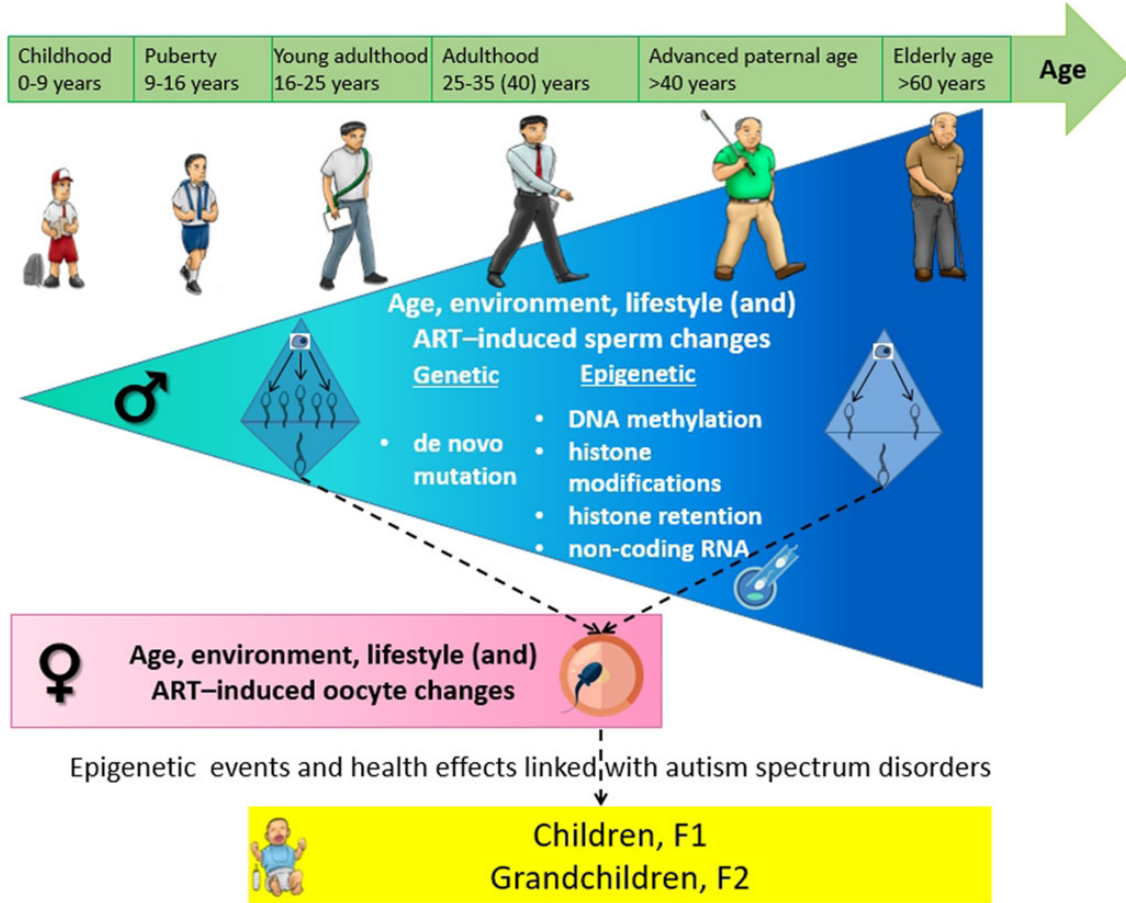 Childhood
0-9 years
Puberty
9-16 years
Young adulthood
16-25 years
Adulthood
25-35 (40) years
Advanced paternal age
>40 years
Elderly age
>60 years
Age
Age, environment, lifestyle (and)
ART–induced sperm changes
Genetic
• de novo
mutation
Epigenetic
• DNA methylation
• histone
modifications
• histone retention
• non-coding RNA
Age, environment, lifestyle (and)
ART–induced oocyte changes
Epigenetic events and health effects linked with autism spectrum disorders
Children, F1
Grandchildren, F2